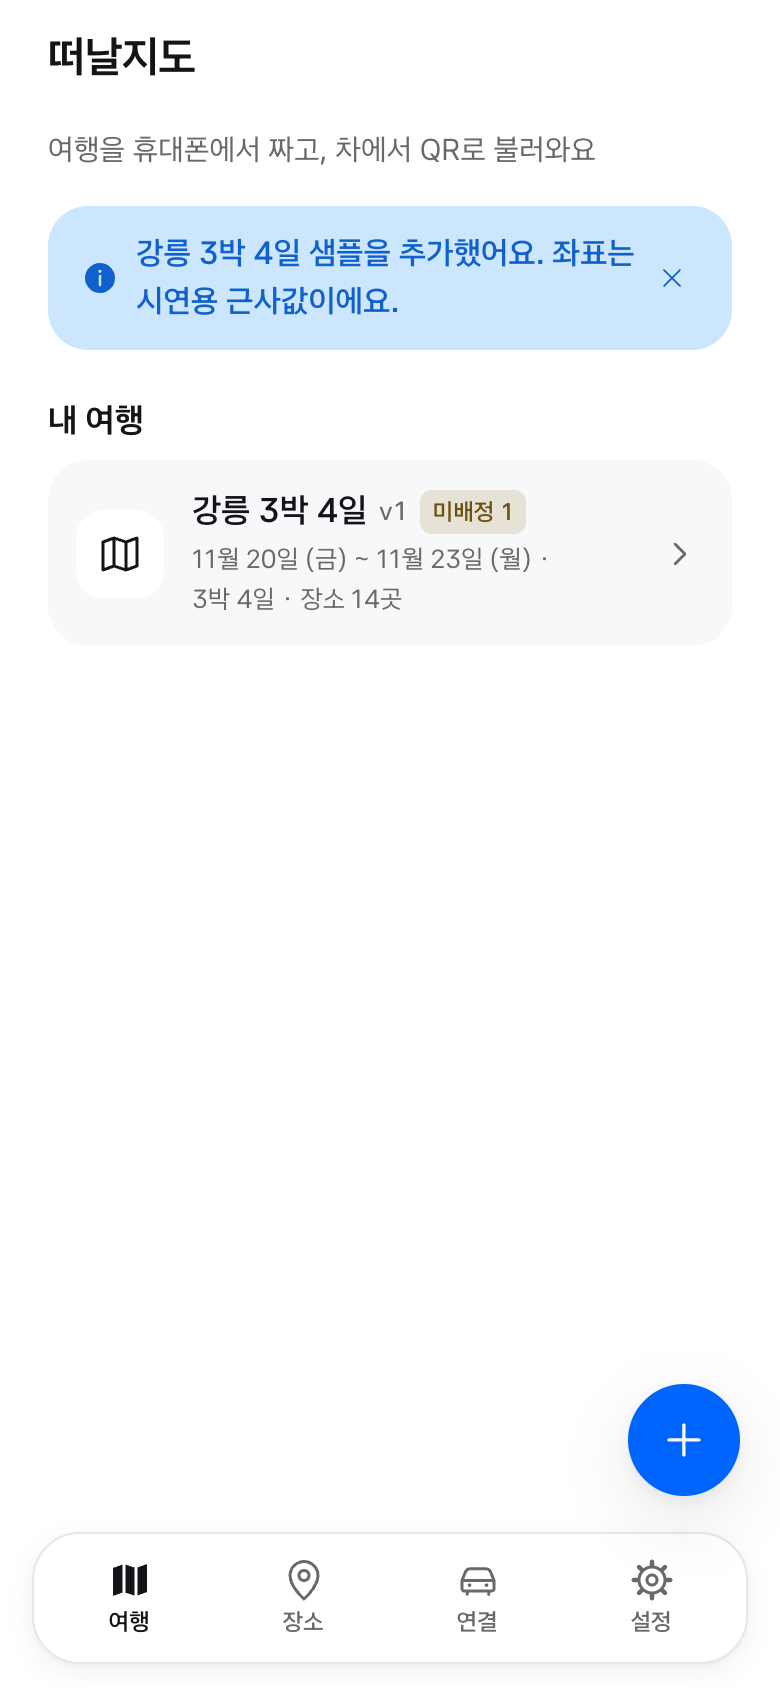 떠날지도
여행을 휴대폰에서 짜고, 차에서 QR로 불러와요
강릉 3박 4일 샘플을 추가했어요. 좌표는
시연용 근사값이에요.
내 여행
강릉 3박 4일 v1 미배정 1
11월 20일 (금) ~ 11월 23일 (월) ·
3박 4일 · 장소 14곳
여행 장소 연결 설정